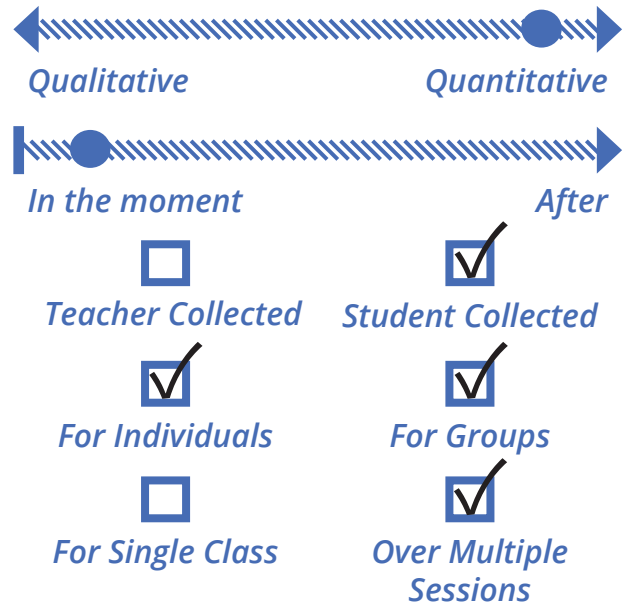 Qualitative Quantitative
In the moment After
Teacher Collected Student Collected
For Individuals For Groups
For Single Class Over Multiple
Sessions